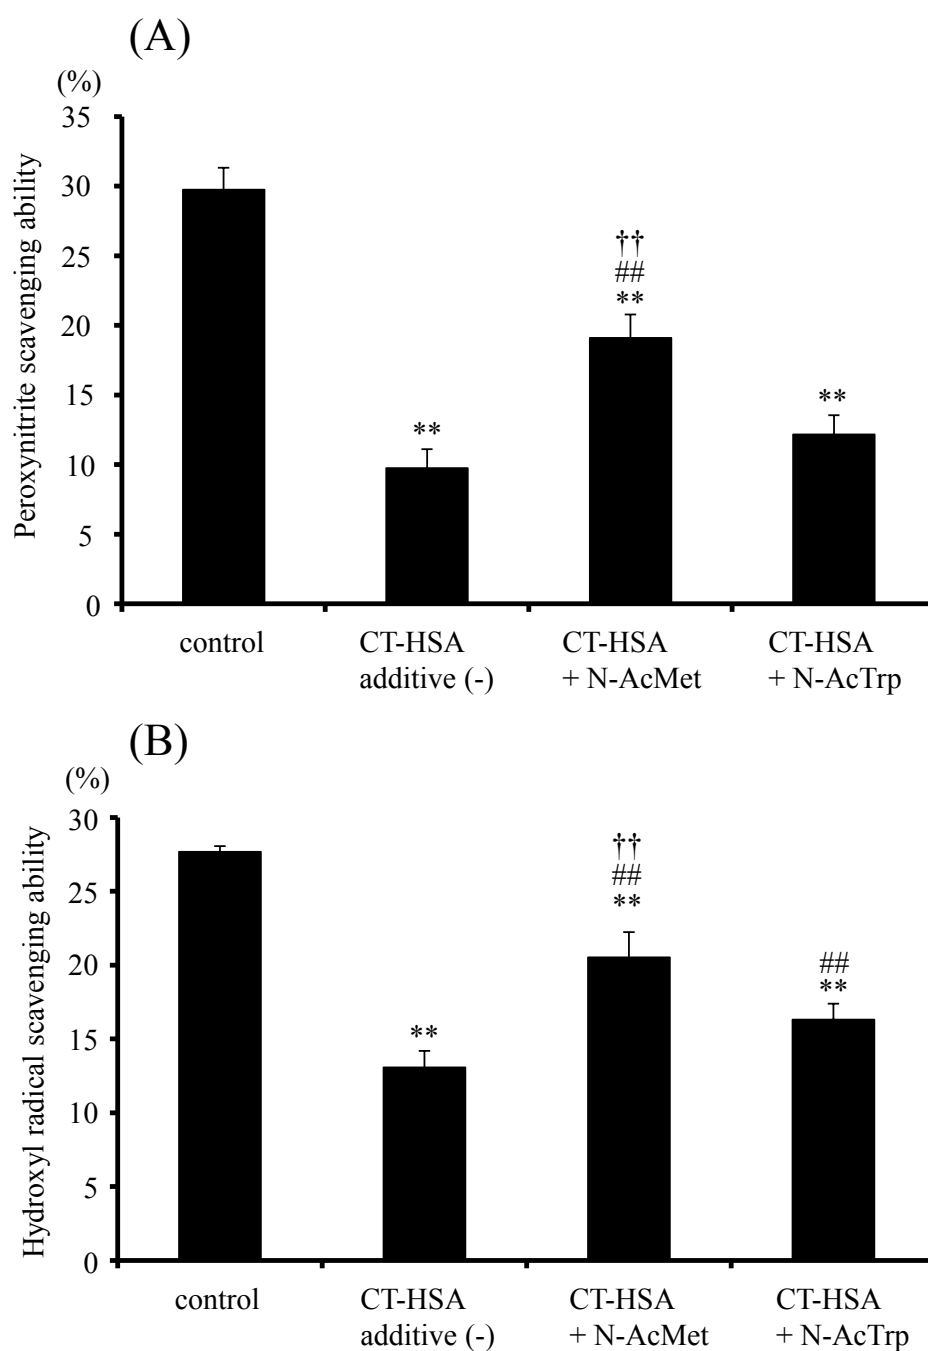 (A)
(%)
Peroxynitrite scavenging ability
35
30
25
20
15
10
5
0
**
††
##
**
**
control
CT-HSA
additive (-)
CT-HSA
+ N-AcMet
CT-HSA
+ N-AcTrp
(B)
(%)
Hydroxyl radical scavenging ability
30
25
20
15
10
5
0
**
††
##
**
##
**
control
CT-HSA
additive (-)
CT-HSA
+ N-AcMet
CT-HSA
+ N-AcTrp